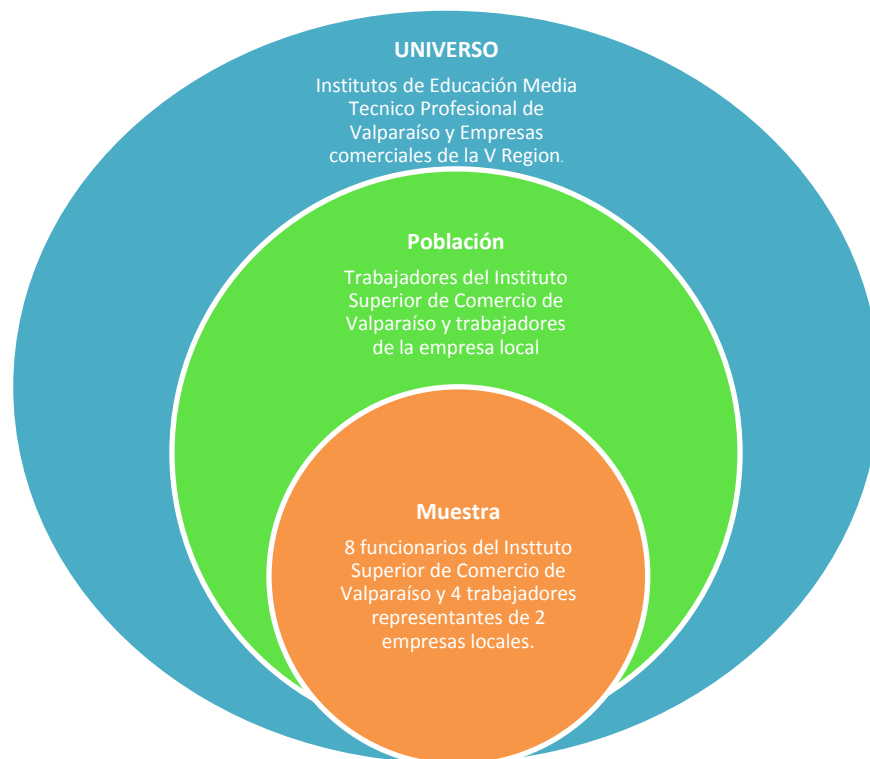 UNIVERSO
Institutos de Educación Media
Tecnico Profesional de
Valparaíso y Empresas
comerciales de la V Region.
Población
Trabajadores del Instituto
Superior de Comercio de
Valparaíso y trabajadores
de la empresa local
Muestra
8 funcionarios del Insttuto
Superior de Comercio de
Valparaíso y 4 trabajadores
representantes de 2
empresas locales.